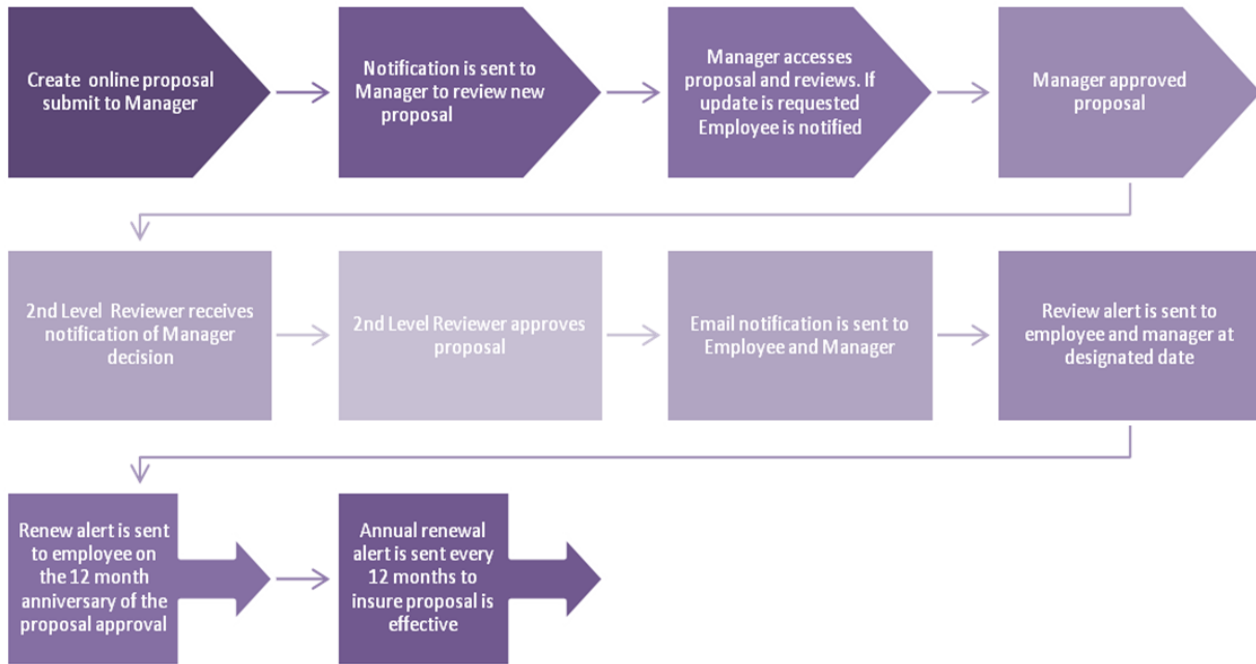 Create online proposal
submit to Manager
Notification is sent to
Manager to review new
proposal
Manager accesses
proposal and reviews. If
update is requested
Employee is notified
Manager approved
proposal
2nd Level Reviewer receives
notification of Manager
decision
2nd Level Reviewer approves
proposal
Email notification is sent to
Employee and Manager
Review alert is sent to
employee and manager at
designated date
Renew alert is sent
to employee on
the 12 month
anniversary of the
proposal approval
Annual renewal
alert is sent every
12 months to
insure proposal is
effective